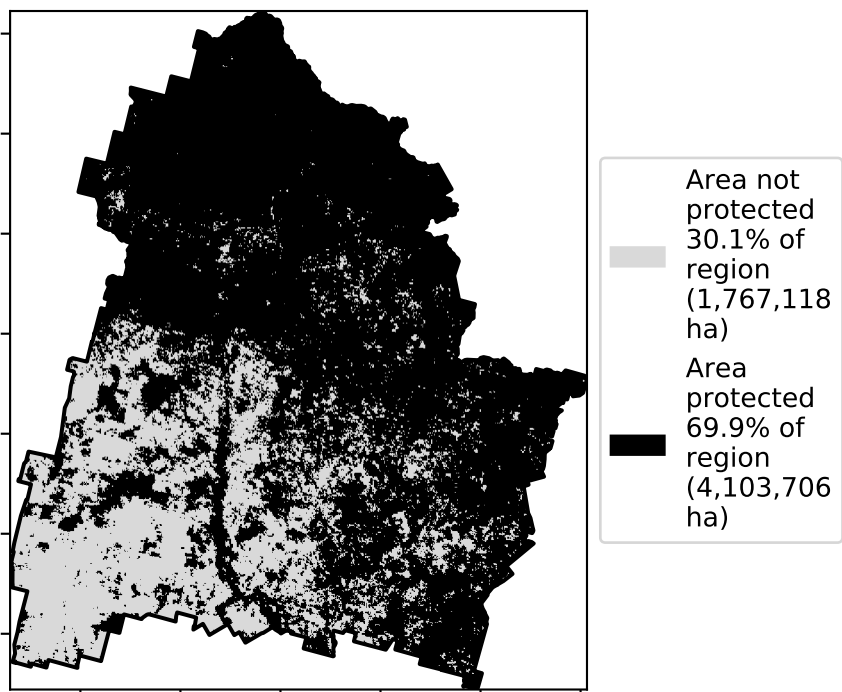 Area not
protected
30.1% of
region
(1,767,118
ha)
Area
protected
69.9% of
region
(4,103,706
ha)